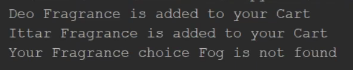 Deo Fragrance is added to your Cart
Ittar Fragrance is added to your Cart
Your Fragrance choice Fog is not found